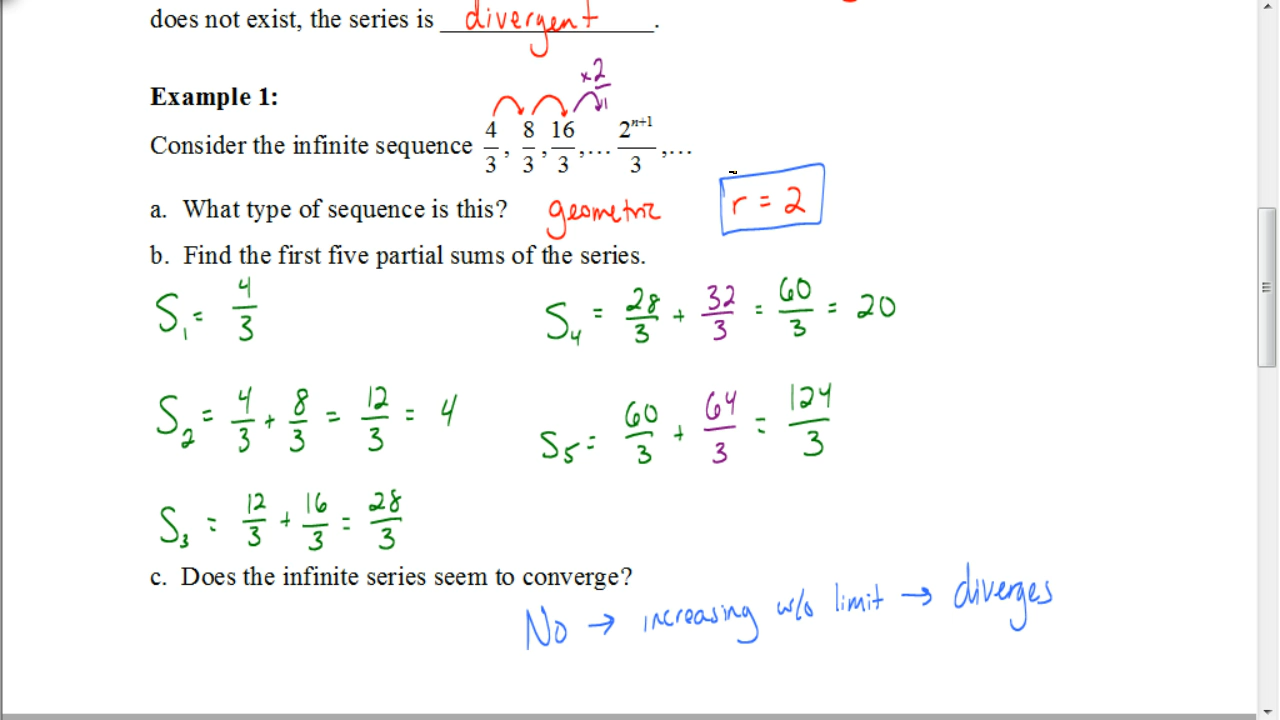 does not exist, the series is divergent.
Example 1:
×2/1
Consider the infinite sequence 4/3, 8/3, 16/3, … 2^(n+1)/3, …
a. What type of sequence is this? geometric r = 2
b. Find the first five partial sums of the series.
S₁ = 4/3
S₄ = 28/3 + 32/3 = 60/3 = 20
S₂ = 4/3 + 8/3 = 12/3 = 4
S₅ = 60/3 + 64/3 = 124/3
S₃ = 12/3 + 16/3 = 28/3
c. Does the infinite series seem to converge?
No → increasing w/o limit → diverges